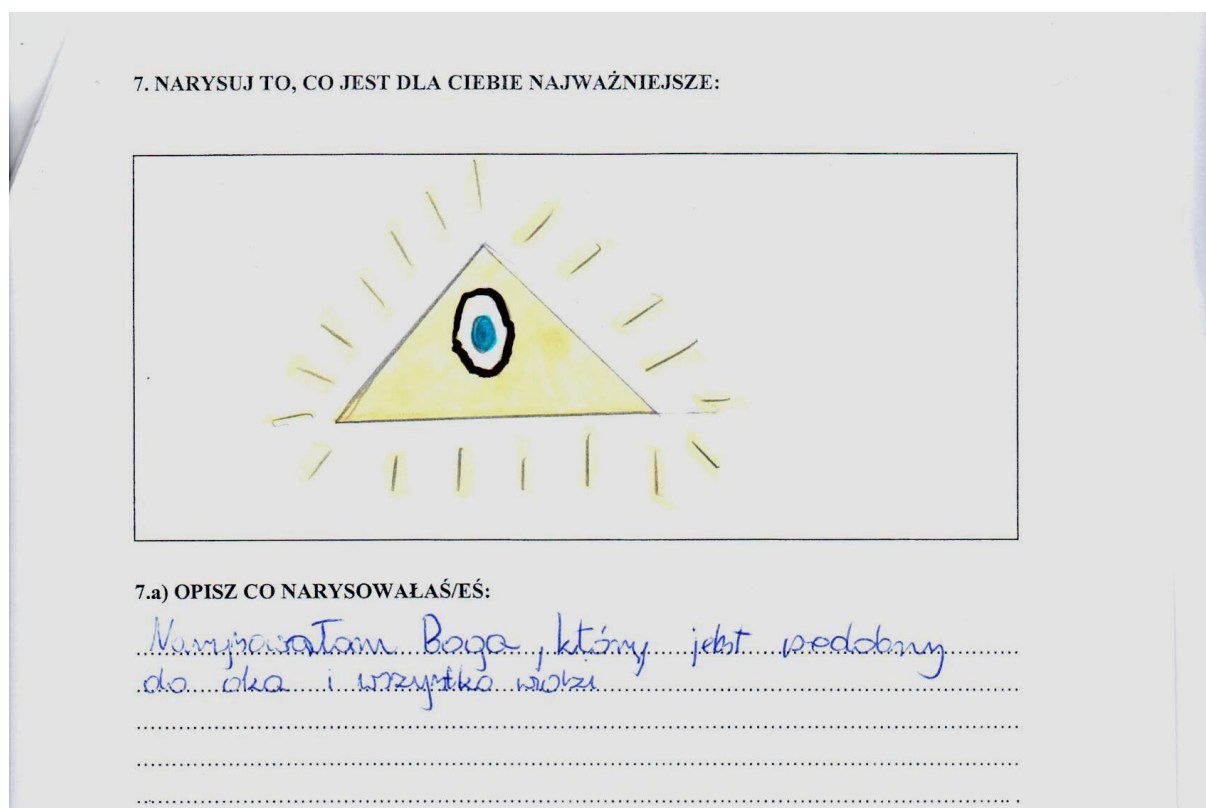 7. NARYSUJ TO, CO JEST DLA CIEBIE NAJWAŻNIEJSZE:
7.a) OPISZ CO NARYSOWAŁAŚ/EŚ:
Narysowałam Boga, który jest podobny
do oka i wszystko widzi